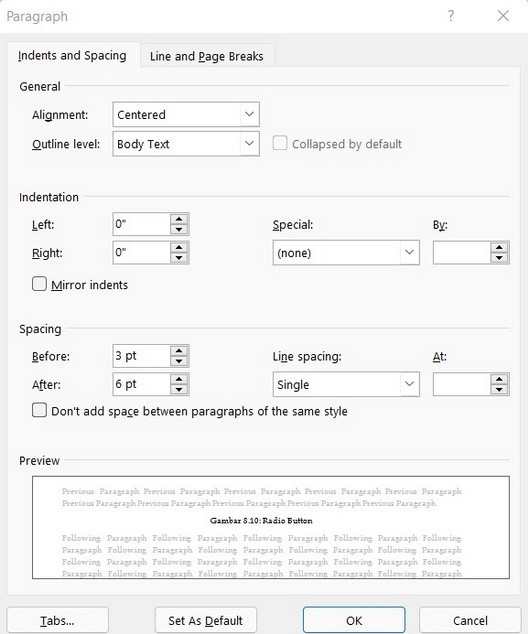 Paragraph
?
Indents and Spacing
Line and Page Breaks
General
Alignment: Centered
Outline level: Body Text Collapsed by default
Indentation
Left: 0" Special: By:
Right: 0" (none)
Mirror indents
Spacing
Before: 3 pt Line spacing: At:
After: 6 pt Single
Don't add space between paragraphs of the same style
Preview
Previous Paragraph Previous Paragraph Previous Paragraph Previous Paragraph Previous Paragraph
Previous Paragraph Previous Paragraph Previous Paragraph Previous Paragraph Previous Paragraph
Gambar 8.10: Radio Button
Following Paragraph Following Paragraph Following Paragraph Following Paragraph Following
Paragraph Following Paragraph Following Paragraph Following Paragraph Following Paragraph
Following Paragraph Following Paragraph Following Paragraph Following Paragraph Following
Paragraph Following Paragraph Following Paragraph Following Paragraph Following Paragraph
Tabs... Set As Default OK Cancel